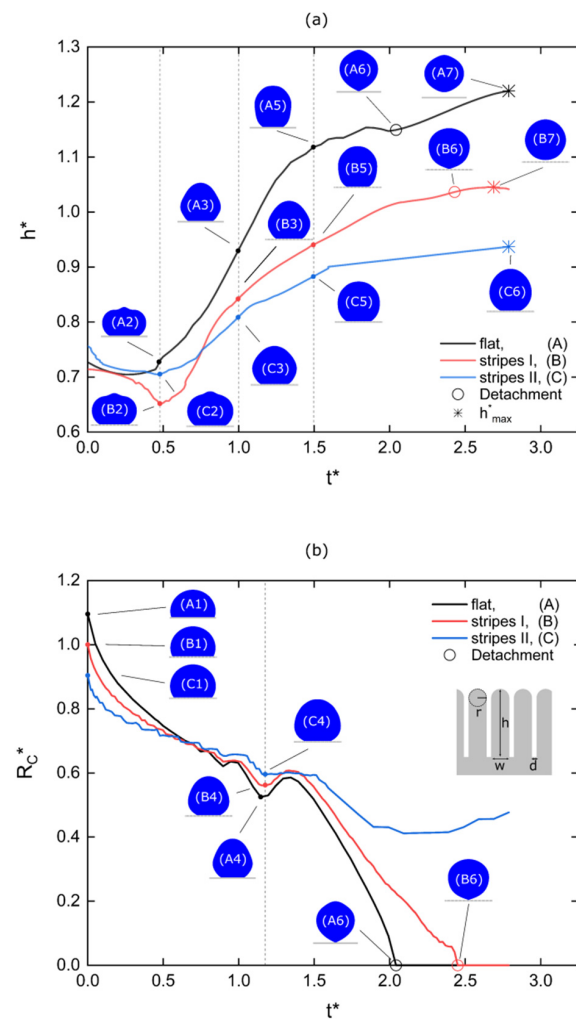 (a)
1.3
1.2
1.1
1.0
0.9
0.8
0.7
0.6
h*
(A6)
(A7)
(A5)
(B6)
(B7)
(A3)
(B3)
(B5)
(A2)
(C5)
(C6)
(C3)
(B2)
(C2)
flat, (A)
stripes I, (B)
stripes II, (C)
Detachment
h*max
0.0 0.5 1.0 1.5 2.0 2.5 3.0
t*
(b)
1.2
1.0
0.8
0.6
0.4
0.2
0.0
RC*
(A1)
(B1)
(C1)
flat, (A)
stripes I, (B)
stripes II, (C)
Detachment
r
h
w
d
(C4)
(B4)
(A4)
(A6)
(B6)
0.0 0.5 1.0 1.5 2.0 2.5 3.0
t*